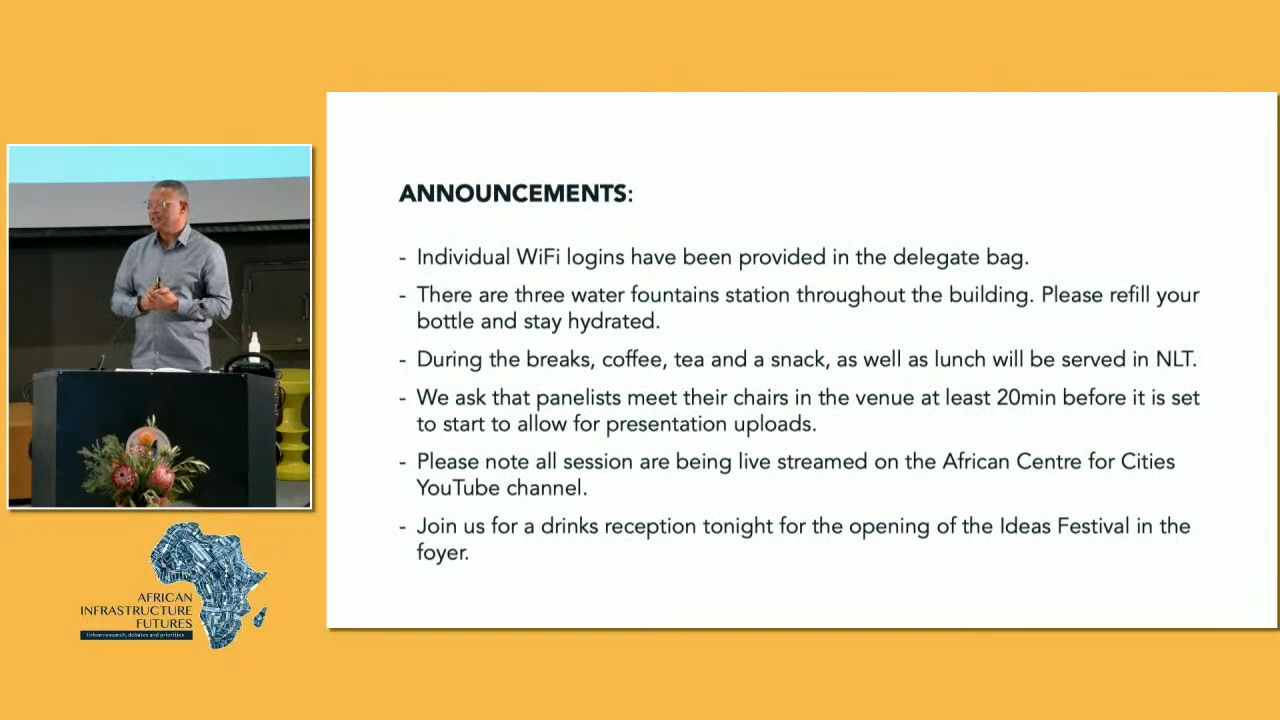 ANNOUNCEMENTS:
- Individual WiFi logins have been provided in the delegate bag.
- There are three water fountains station throughout the building. Please refill your
bottle and stay hydrated.
- During the breaks, coffee, tea and a snack, as well as lunch will be served in NLT.
- We ask that panelists meet their chairs in the venue at least 20min before it is set
to start to allow for presentation uploads.
- Please note all session are being live streamed on the African Centre for Cities
YouTube channel.
- Join us for a drinks reception tonight for the opening of the Ideas Festival in the
foyer.
AFRICAN
INFRASTRUCTURE
FUTURES
Urban research, debates and priorities